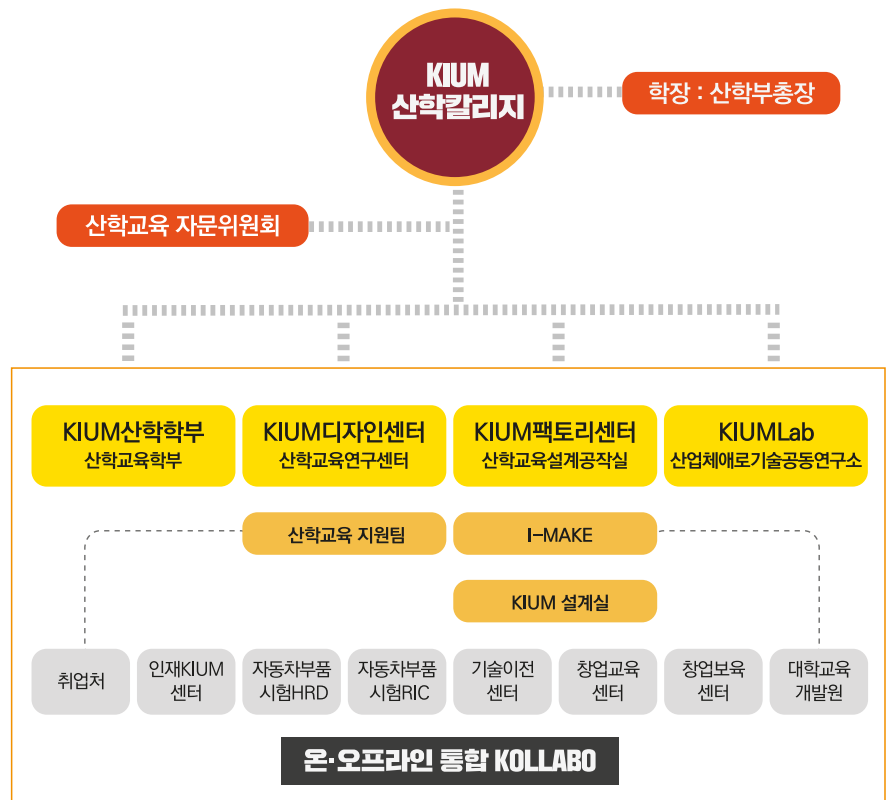 KIUM
산학칼리지
학장 : 산학부총장
산학교육 자문위원회
KIUM산학학부
산학교육학부
KIUM디자인센터
산학교육연구센터
KIUM팩토리센터
산학교육설계공작실
KIUMLab
산업체애로기술공동연구소
산학교육 지원팀
I-MAKE
KIUM 설계실
취업처
인재KIUM
센터
자동차부품
시험HRD
자동차부품
시험RIC
기술이전
센터
창업교육
센터
창업보육
센터
대학교육
개발원
온·오프라인 통합 KOLLABO